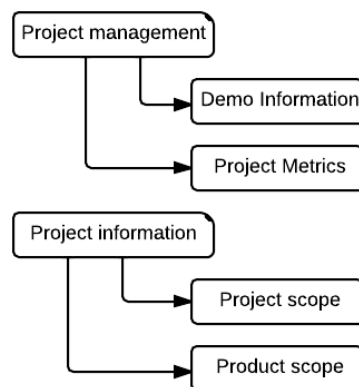 Project management
Demo Information
Project Metrics
Project information
Project scope
Product scope